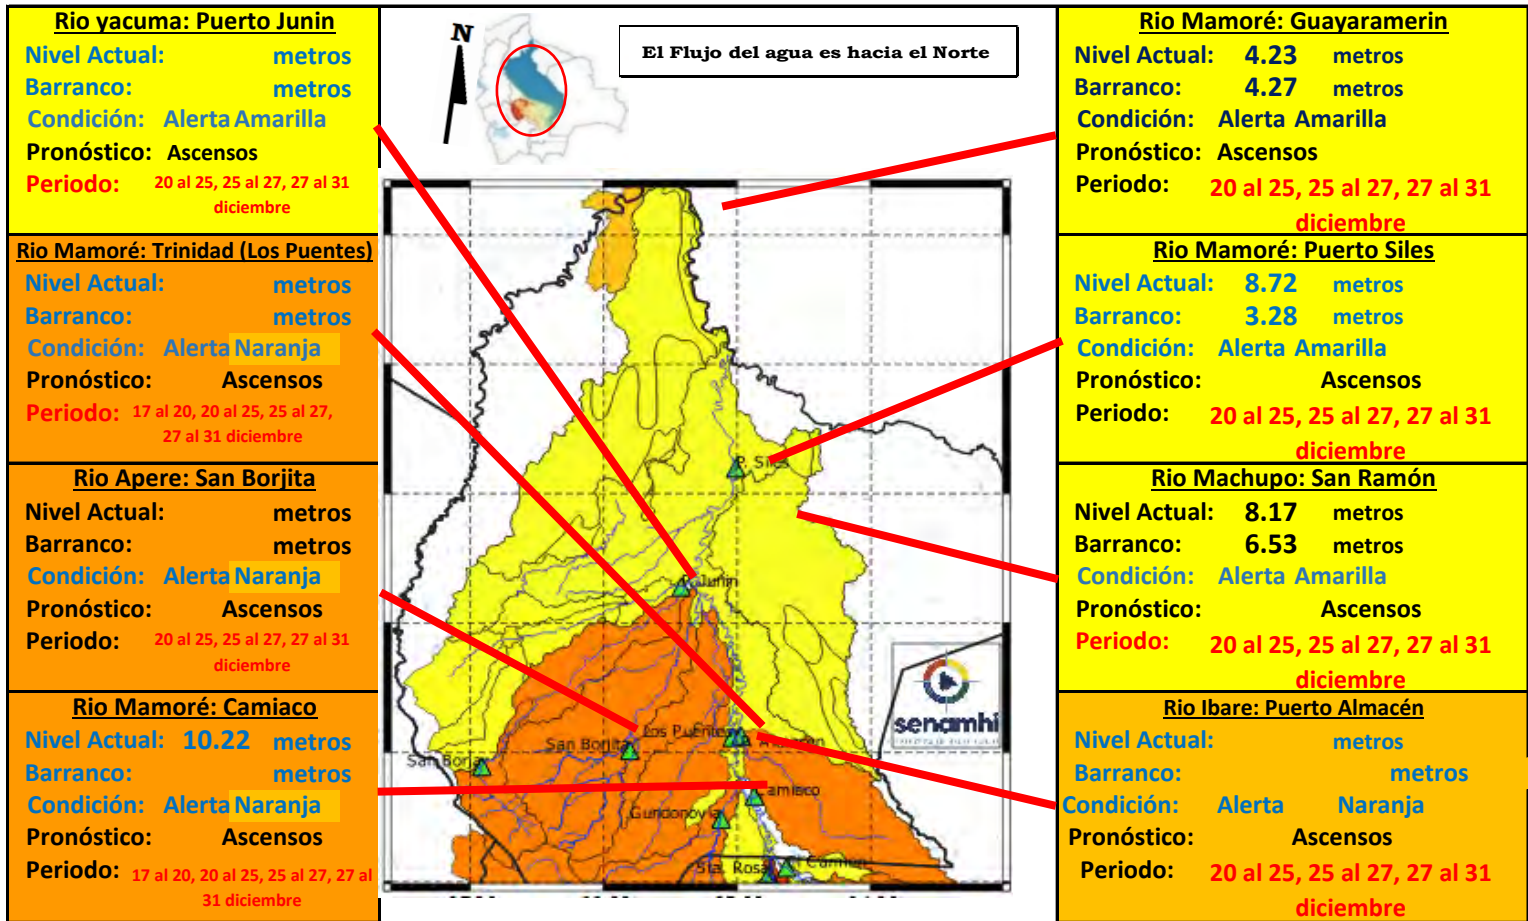 Rio yacuma: Puerto Junin
Nivel Actual: metros
Barranco: metros
Condición: Alerta Amarilla
Pronóstico: Ascensos
Periodo: 20 al 25, 25 al 27, 27 al 31
diciembre
Rio Mamoré: Trinidad (Los Puentes)
Nivel Actual: metros
Barranco: metros
Condición: Alerta Naranja
Pronóstico: Ascensos
Periodo: 17 al 20, 20 al 25, 25 al 27,
27 al 31 diciembre
Rio Apere: San Borjita
Nivel Actual: metros
Barranco: metros
Condición: Alerta Naranja
Pronóstico: Ascensos
Periodo: 20 al 25, 25 al 27, 27 al 31
diciembre
Rio Mamoré: Camiaco
Nivel Actual: 10.22 metros
Barranco: metros
Condición: Alerta Naranja
Pronóstico: Ascensos
Periodo: 17 al 20, 20 al 25, 25 al 27, 27 al
31 diciembre
N
El Flujo del agua es hacia el Norte
P. Siles
P. Junin
Los Puentes
San Borjita
San Borja
Camiaco
Gundonovia
Sta. Rosa
El Carmen
senamhi
Rio Mamoré: Guayaramerin
Nivel Actual: 4.23 metros
Barranco: 4.27 metros
Condición: Alerta Amarilla
Pronóstico: Ascensos
Periodo: 20 al 25, 25 al 27, 27 al 31
diciembre
Rio Mamoré: Puerto Siles
Nivel Actual: 8.72 metros
Barranco: 3.28 metros
Condición: Alerta Amarilla
Pronóstico: Ascensos
Periodo: 20 al 25, 25 al 27, 27 al 31
diciembre
Rio Machupo: San Ramón
Nivel Actual: 8.17 metros
Barranco: 6.53 metros
Condición: Alerta Amarilla
Pronóstico: Ascensos
Periodo: 20 al 25, 25 al 27, 27 al 31
diciembre
Rio Ibare: Puerto Almacén
Nivel Actual: metros
Barranco: metros
Condición: Alerta Naranja
Pronóstico: Ascensos
Periodo: 20 al 25, 25 al 27, 27 al 31
diciembre